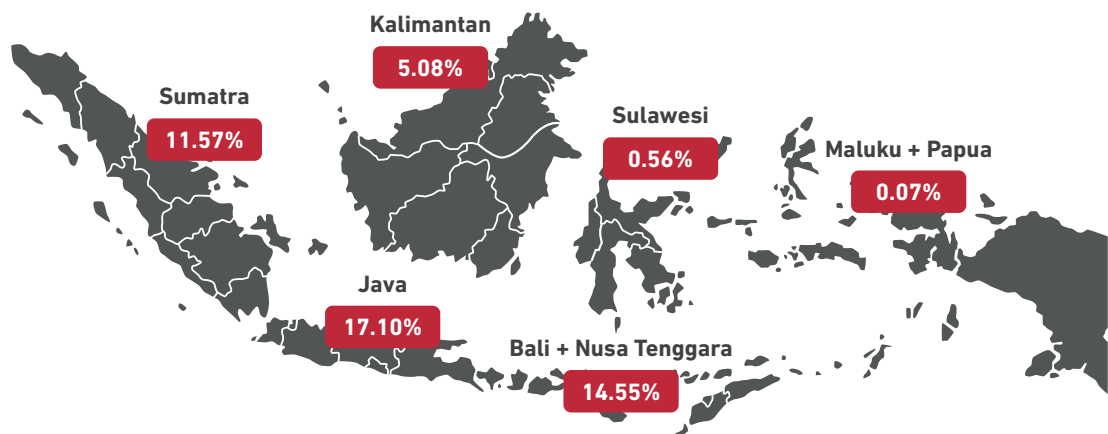 Kalimantan
5.08%
Sumatra
11.57%
Sulawesi
0.56%
Maluku + Papua
0.07%
Java
17.10%
Bali + Nusa Tenggara
14.55%